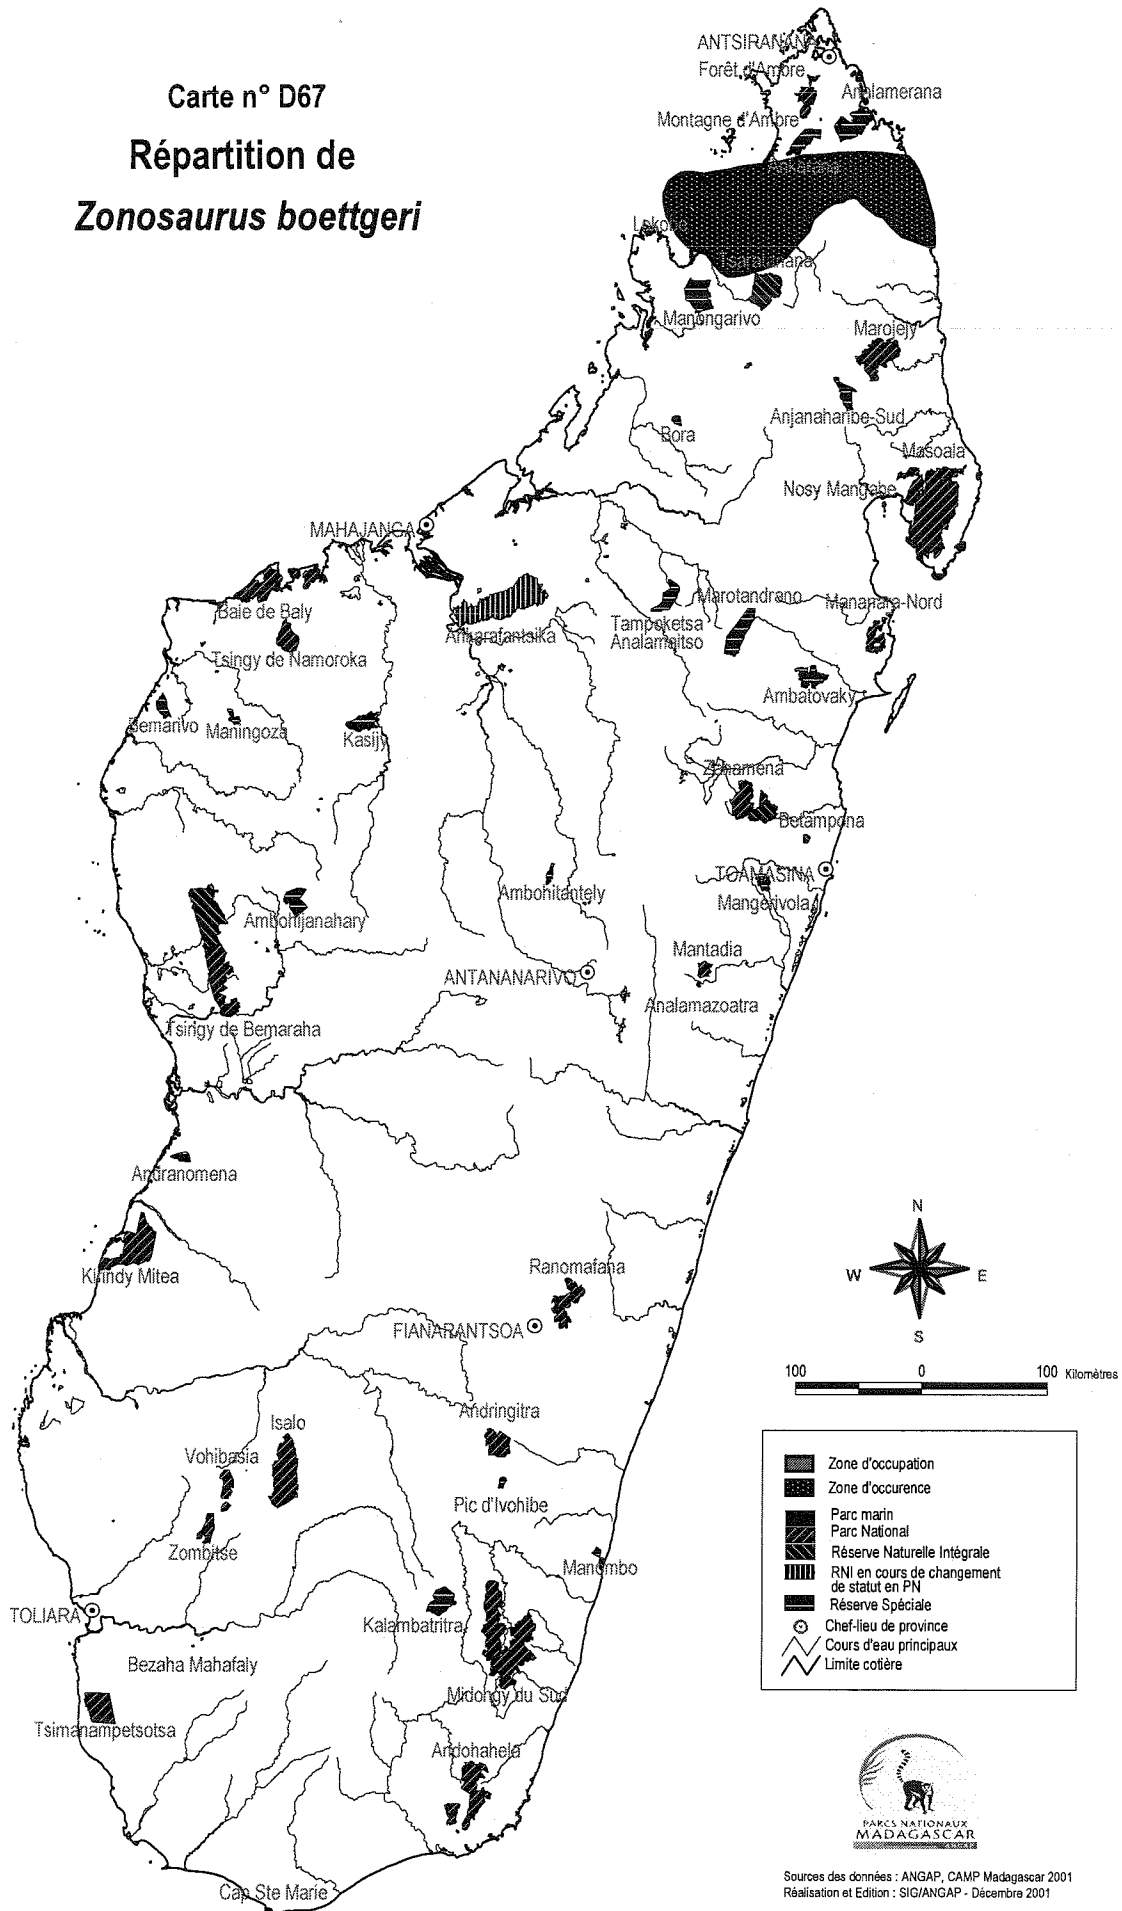 Carte n° D67
Répartition de
Zonosaurus boettgeri
ANTSIRANANA
Forêt d'Ambre
Analamerana
Montagne d'Ambre
Ankarana
Lokobe
Tsaratanana
Manongarivo
Marojejy
Anjanaharibe-Sud
Bora
Masoala
Nosy Mangabe
MAHAJANGA
Baie de Baly
Ankarafantsika
Tampoketsa
Analamaitso
Marotandrano
Mananara-Nord
Tsingy de Namoroka
Ambatovaky
Bemarivo
Maningoza
Kasijy
Zahamena
Betampona
TOAMASINA
Ambohitantely
Mangerivola
Ambohijanahary
Mantadia
ANTANANARIVO
Analamazoatra
Tsingy de Bemaraha
Andranomena
N
W
E
S
Kirindy Mitea
Ranomafana
FIANARANTSOA
100
0
100 Kilomètres
Andringitra
Isalo
Vohibasia
Pic d'Ivohibe
Zombitse
Manombo
Zone d'occupation
Zone d'occurence
Parc marin
Parc National
Réserve Naturelle Intégrale
RNI en cours de changement
de statut en PN
Réserve Spéciale
Chef-lieu de province
Cours d'eau principaux
Limite cotière
TOLIARA
Kalambatritra
Bezaha Mahafaly
Midongy du Sud
Tsimanampetsotsa
Andohahela
Cap Ste Marie
PARCS NATIONAUX
MADAGASCAR
ANGAP
Sources des données : ANGAP, CAMP Madagascar 2001
Réalisation et Edition : SIG/ANGAP - Décembre 2001